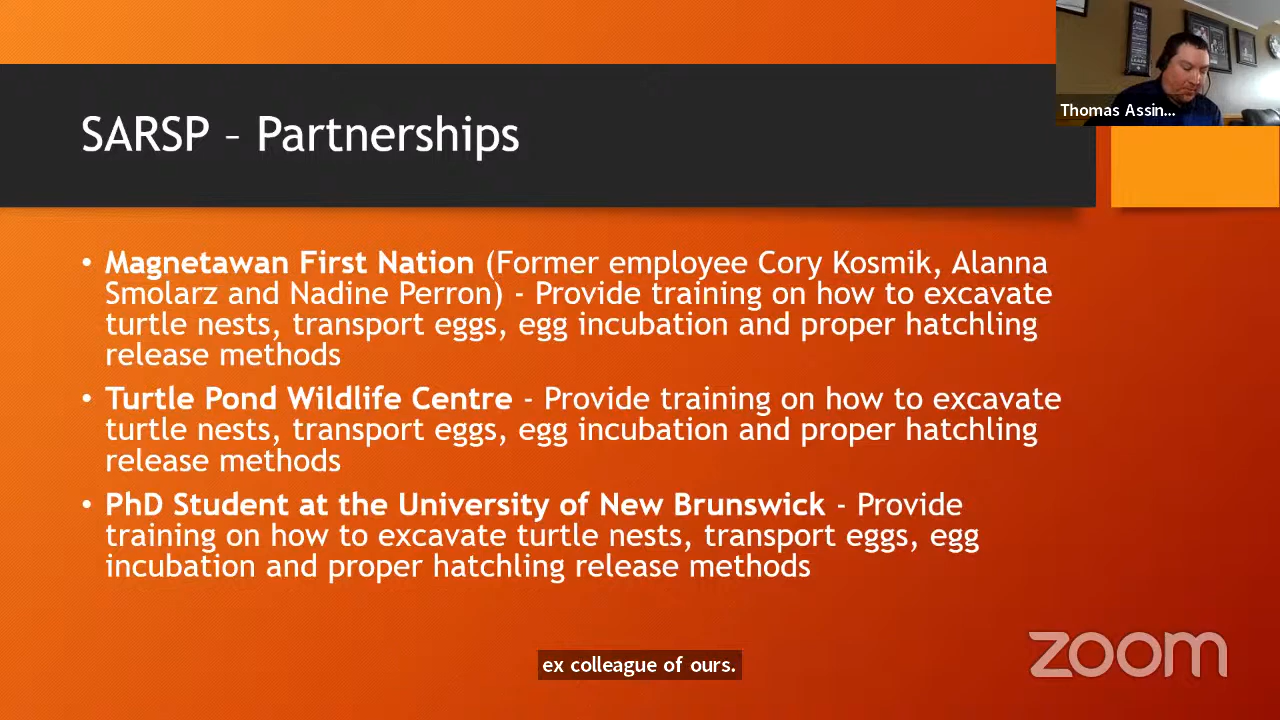 Thomas Assin...
SARSP – Partnerships
• Magnetawan First Nation (Former employee Cory Kosmik, Alanna
Smolarz and Nadine Perron) - Provide training on how to excavate
turtle nests, transport eggs, egg incubation and proper hatchling
release methods
• Turtle Pond Wildlife Centre - Provide training on how to excavate
turtle nests, transport eggs, egg incubation and proper hatchling
release methods
• PhD Student at the University of New Brunswick - Provide
training on how to excavate turtle nests, transport eggs, egg
incubation and proper hatchling release methods
ex colleague of ours.
zoom